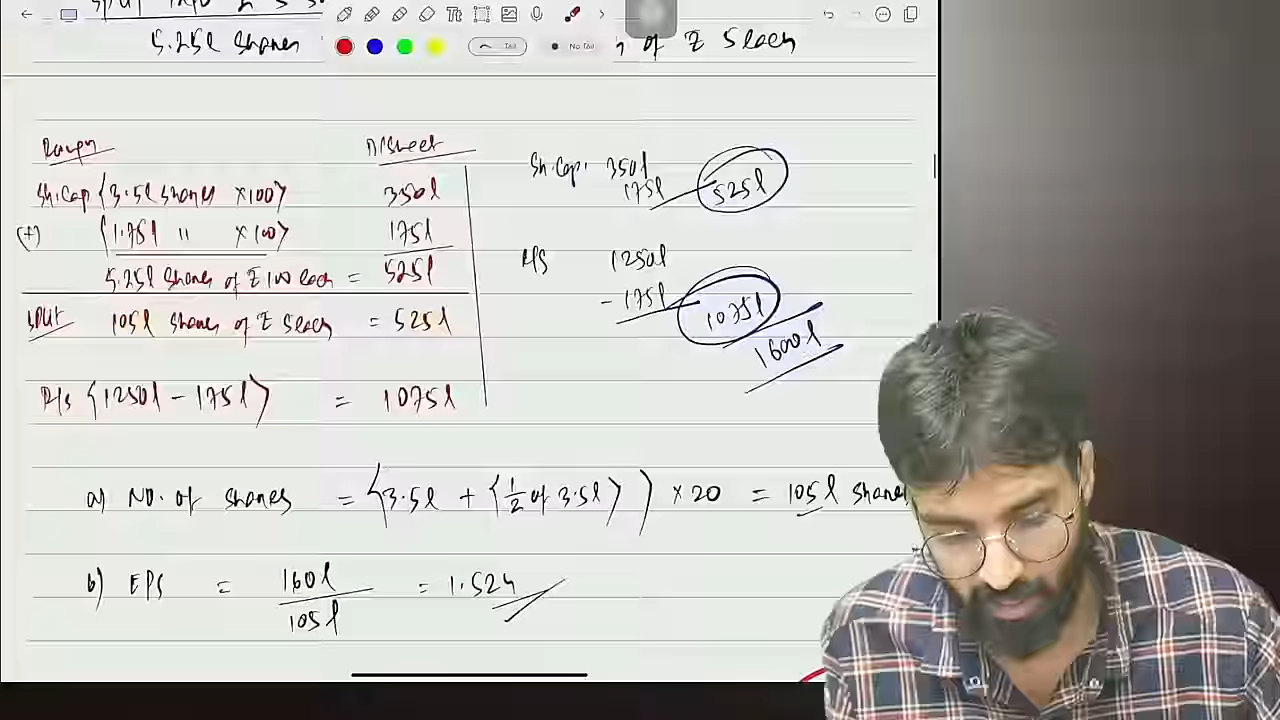 5.25l shares of ₹ 5 each
B/Sheet
Sh.Cap {3.5l shares ×100} 350l
(+) {1.75l " ×100} 175l
5.25l shares of ₹100 each = 525l
split 105l shares of ₹ 5 each = 525l
R/s {1250l - 175l} = 1075l
Sh.Cap. 350l
175l 525l
R/s 1250l
- 175l 1075l
1600l
a) NO. of shares = {3.5l + {1/2 of 3.5l}} × 20 = 105l shares
b) EPS = 160l / 105l = 1.524